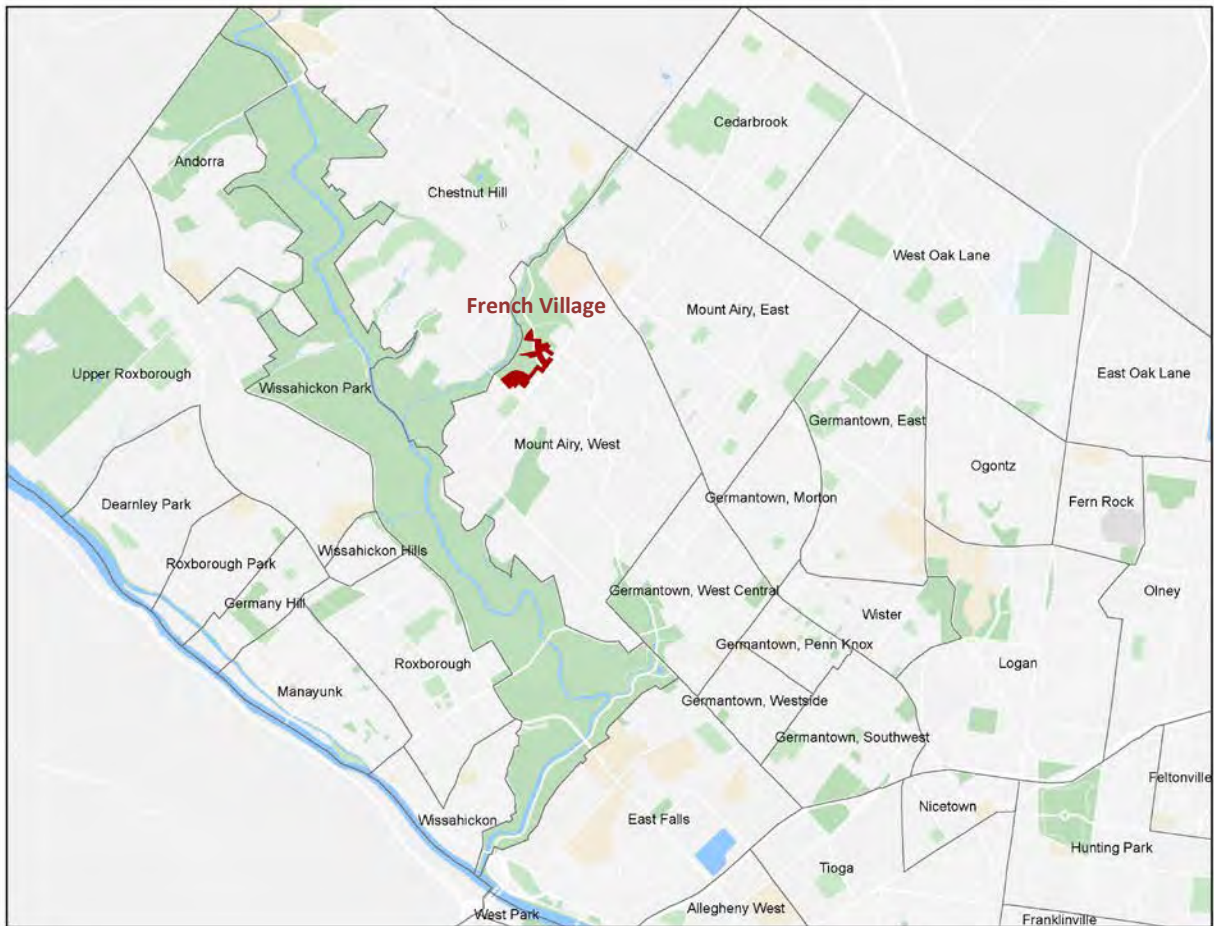 Cedarbrook
Andorra
Chestnut Hill
West Oak Lane
French Village
Mount Airy, East
Upper Roxborough
Wissahickon Park
East Oak Lane
Germantown, East
Mount Airy, West
Ogontz
Germantown, Morton
Fern Rock
Dearnley Park
Wissahickon Hills
Roxborough Park
Germantown, West Central
Olney
Germany Hill
Wister
Germantown, Penn Knox
Roxborough
Logan
Manayunk
Germantown, Westside
Germantown, Southwest
Feltonville
Nicetown
Wissahickon
East Falls
Hunting Park
Tioga
Allegheny West
West Park
Franklinville